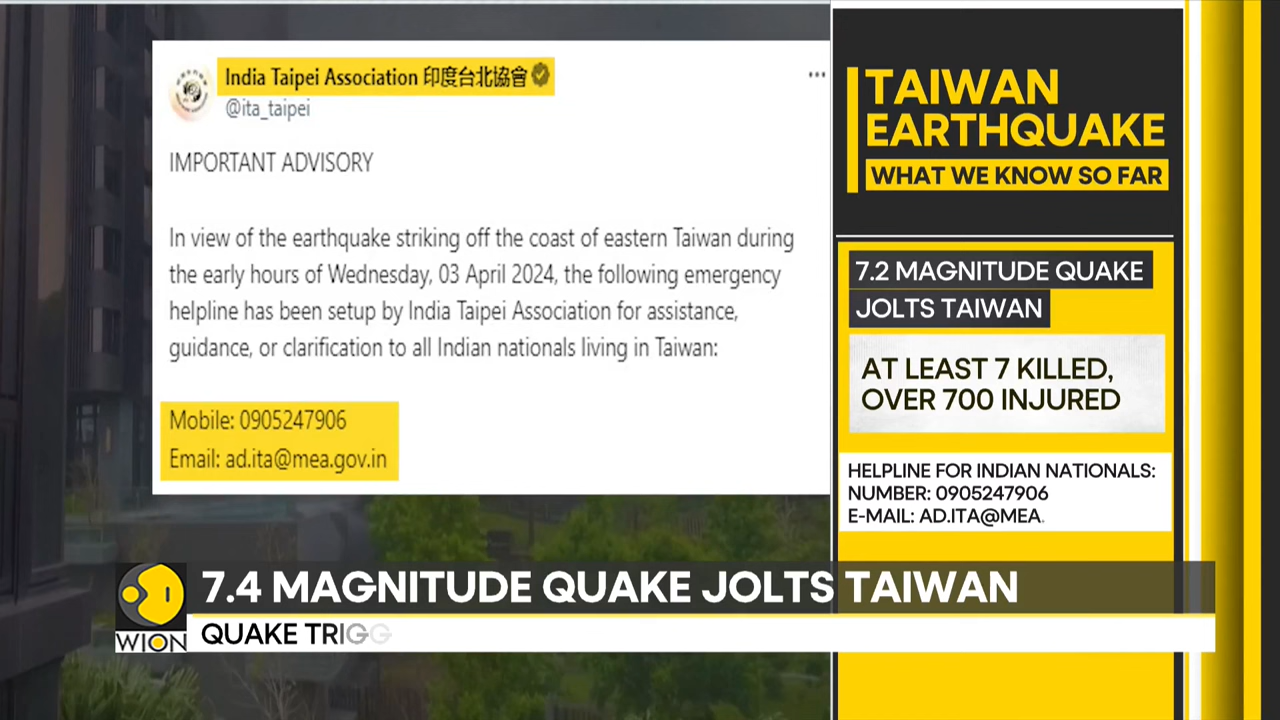 India Taipei Association 印度台北協會
@ita_taipei
IMPORTANT ADVISORY
In view of the earthquake striking off the coast of eastern Taiwan during
the early hours of Wednesday, 03 April 2024, the following emergency
helpline has been setup by India Taipei Association for assistance,
guidance, or clarification to all Indian nationals living in Taiwan:
Mobile: 0905247906
Email: ad.ita@mea.gov.in
TAIWAN
EARTHQUAKE
WHAT WE KNOW SO FAR
7.2 MAGNITUDE QUAKE
JOLTS TAIWAN
AT LEAST 7 KILLED,
OVER 700 INJURED
HELPLINE FOR INDIAN NATIONALS:
NUMBER: 0905247906
E-MAIL: AD.ITA@MEA.
7.4 MAGNITUDE QUAKE JOLTS TAIWAN
QUAKE TRIGG
WION